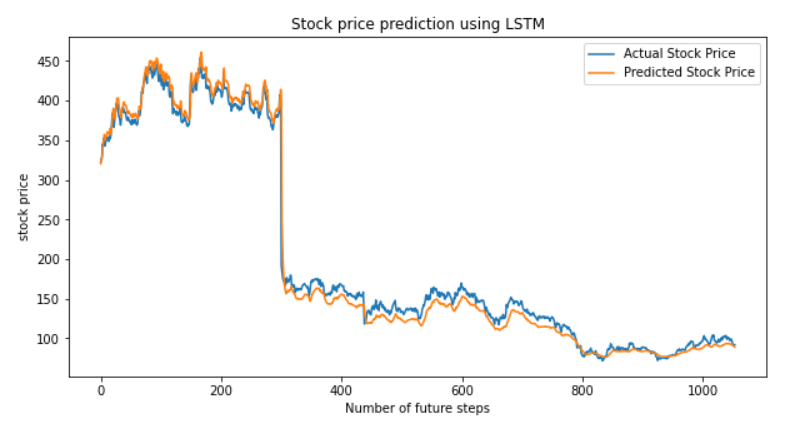 Stock price prediction using LSTM
Actual Stock Price
Predicted Stock Price
stock price
450
400
350
300
250
200
150
100
0 200 400 600 800 1000
Number of future steps